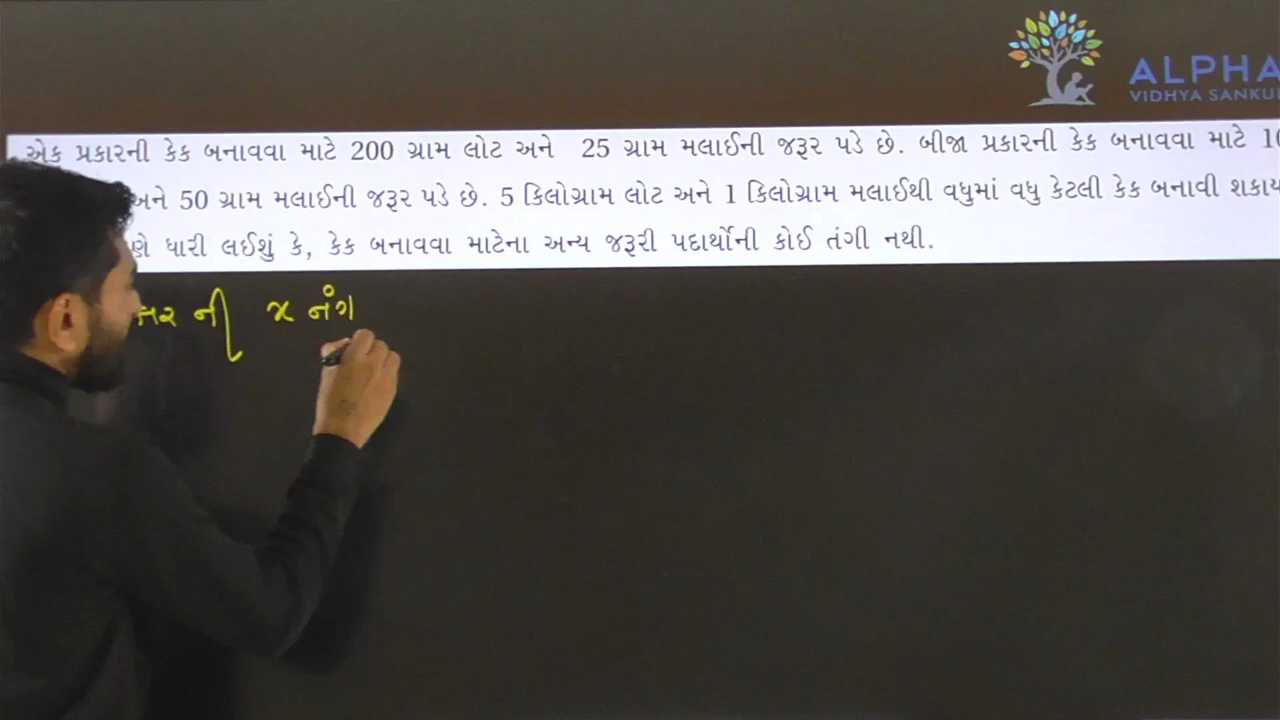 ALPHA
VIDHYA SANKUL
એક પ્રકારની કેક બનાવવા માટે 200 ગ્રામ લોટ અને 25 ગ્રામ મલાઈની જરૂર પડે છે. બીજા પ્રકારની કેક બનાવવા માટે
અને 50 ગ્રામ મલાઈની જરૂર પડે છે. 5 કિલોગ્રામ લોટ અને 1 કિલોગ્રામ મલાઈથી વધુમાં વધુ કેટલી કેક બનાવી શકાય
ધારી લઈશું કે, કેક બનાવવા માટેના અન્ય જરૂરી પદાર્થોની કોઈ તંગી નથી.
ની x નંગ